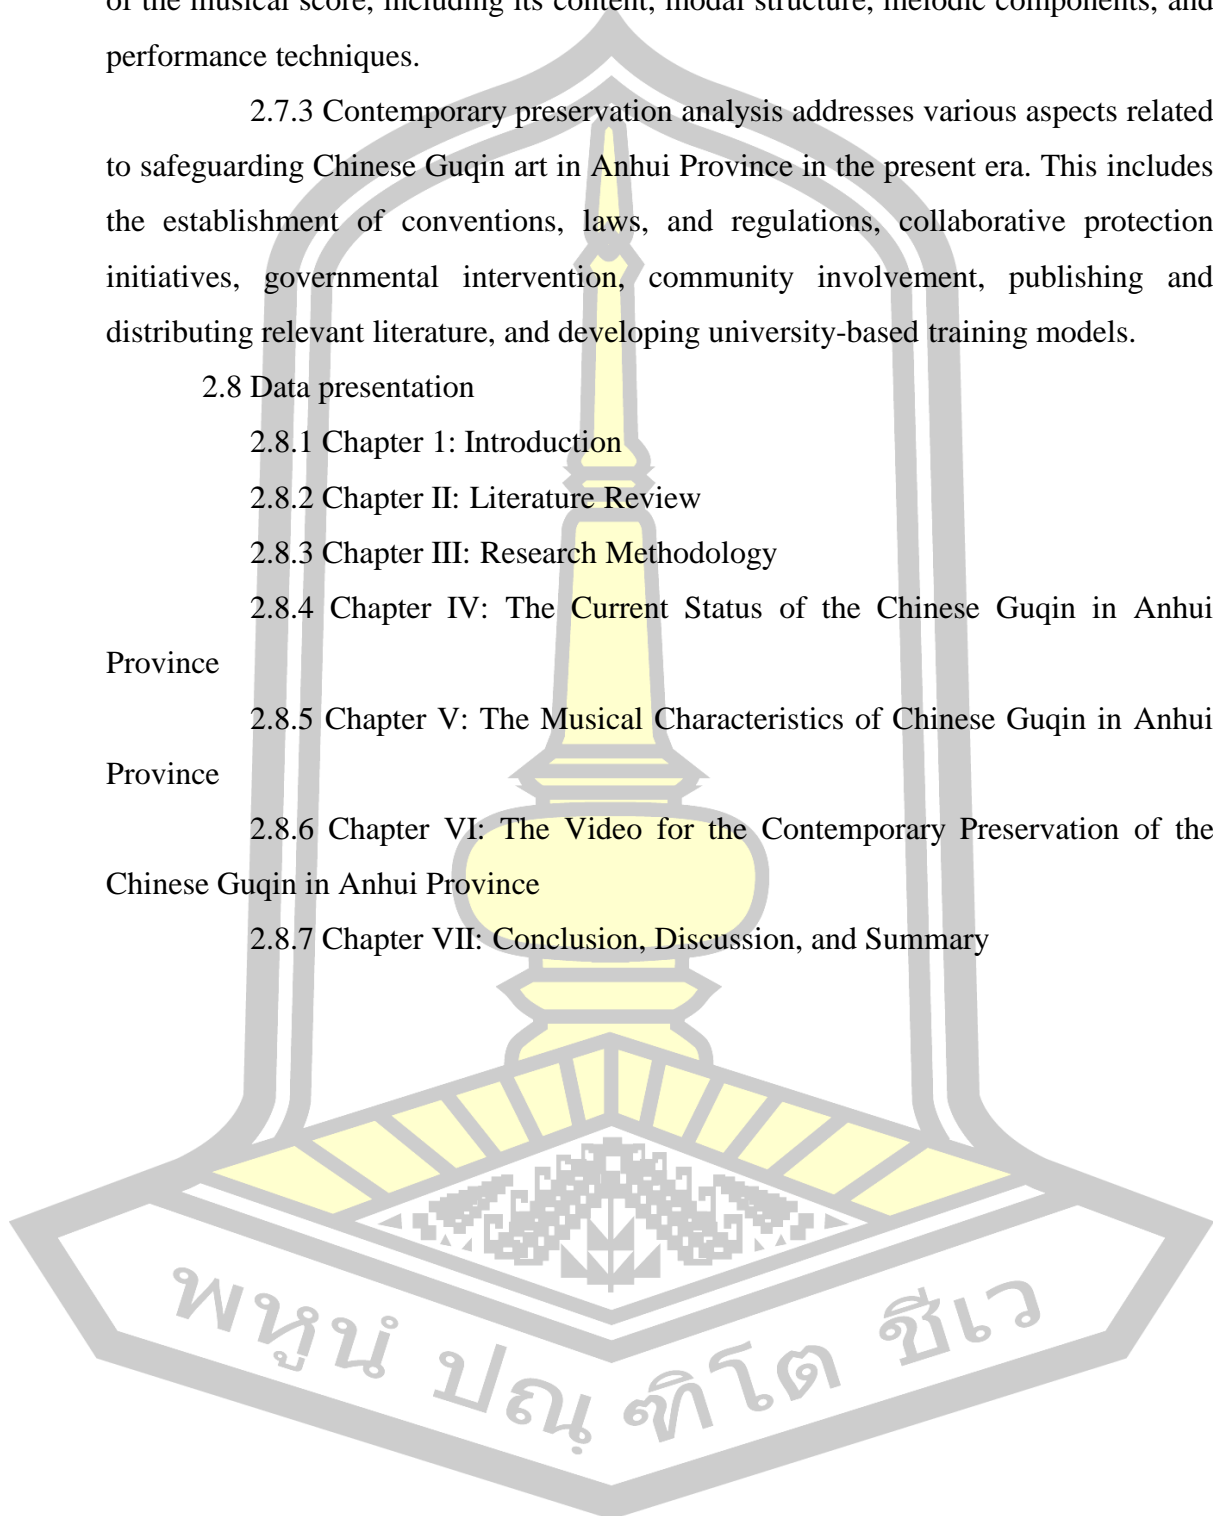 of the musical score, including its content, modal structure, melodic components, and
performance techniques.
2.7.3 Contemporary preservation analysis addresses various aspects related
to safeguarding Chinese Guqin art in Anhui Province in the present era. This includes
the establishment of conventions, laws, and regulations, collaborative protection
initiatives, governmental intervention, community involvement, publishing and
distributing relevant literature, and developing university-based training models.
2.8 Data presentation
2.8.1 Chapter 1: Introduction
2.8.2 Chapter II: Literature Review
2.8.3 Chapter III: Research Methodology
2.8.4 Chapter IV: The Current Status of the Chinese Guqin in Anhui
Province
2.8.5 Chapter V: The Musical Characteristics of Chinese Guqin in Anhui
Province
2.8.6 Chapter VI: The Video for the Contemporary Preservation of the
Chinese Guqin in Anhui Province
2.8.7 Chapter VII: Conclusion, Discussion, and Summary
พหูนํ ปณฺฑิโต ชีเว